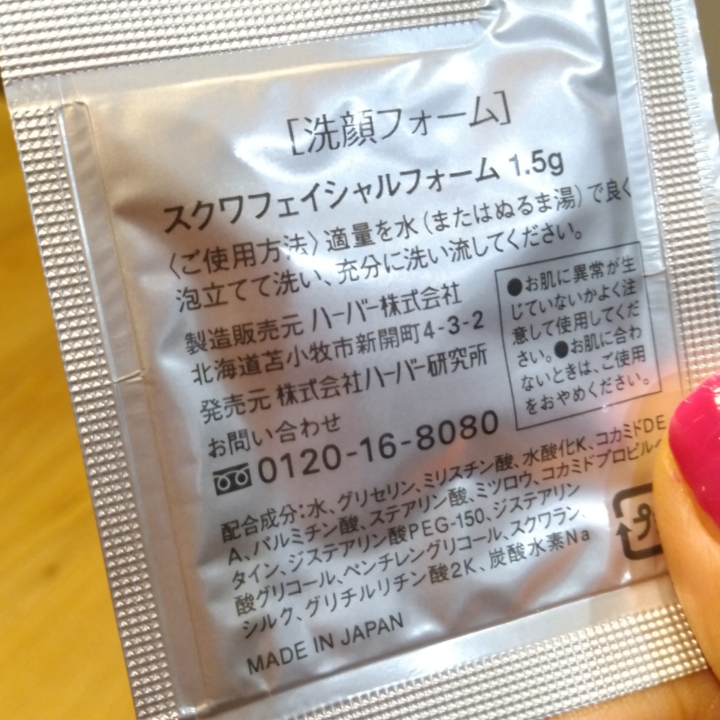 [洗顔フォーム]
スクワフェイシャルフォーム 1.5g
〈ご使用方法〉適量を水(またはぬるま湯)で良く
泡立てて洗い、充分に洗い流してください。
製造販売元 ハーバー株式会社
北海道苫小牧市新開町4-3-2
発売元 株式会社ハーバー研究所
お問い合わせ
0120-16-8080
●お肌に異常が生
じていないかよく注
意して使用してくだ
さい。●お肌に合わ
ないときは、ご使用
をおやめください。
配合成分:水、グリセリン、ミリスチン酸、水酸化K、コカミドDE
A、パルミチン酸、ステアリン酸、ミツロウ、コカミドプロピル
タイン、ジステアリン酸PEG-150、ジステアリン
酸グリコール、ペンチレングリコール、スクワラン、
シルク、グリチルリチン酸2K、炭酸水素Na
MADE IN JAPAN